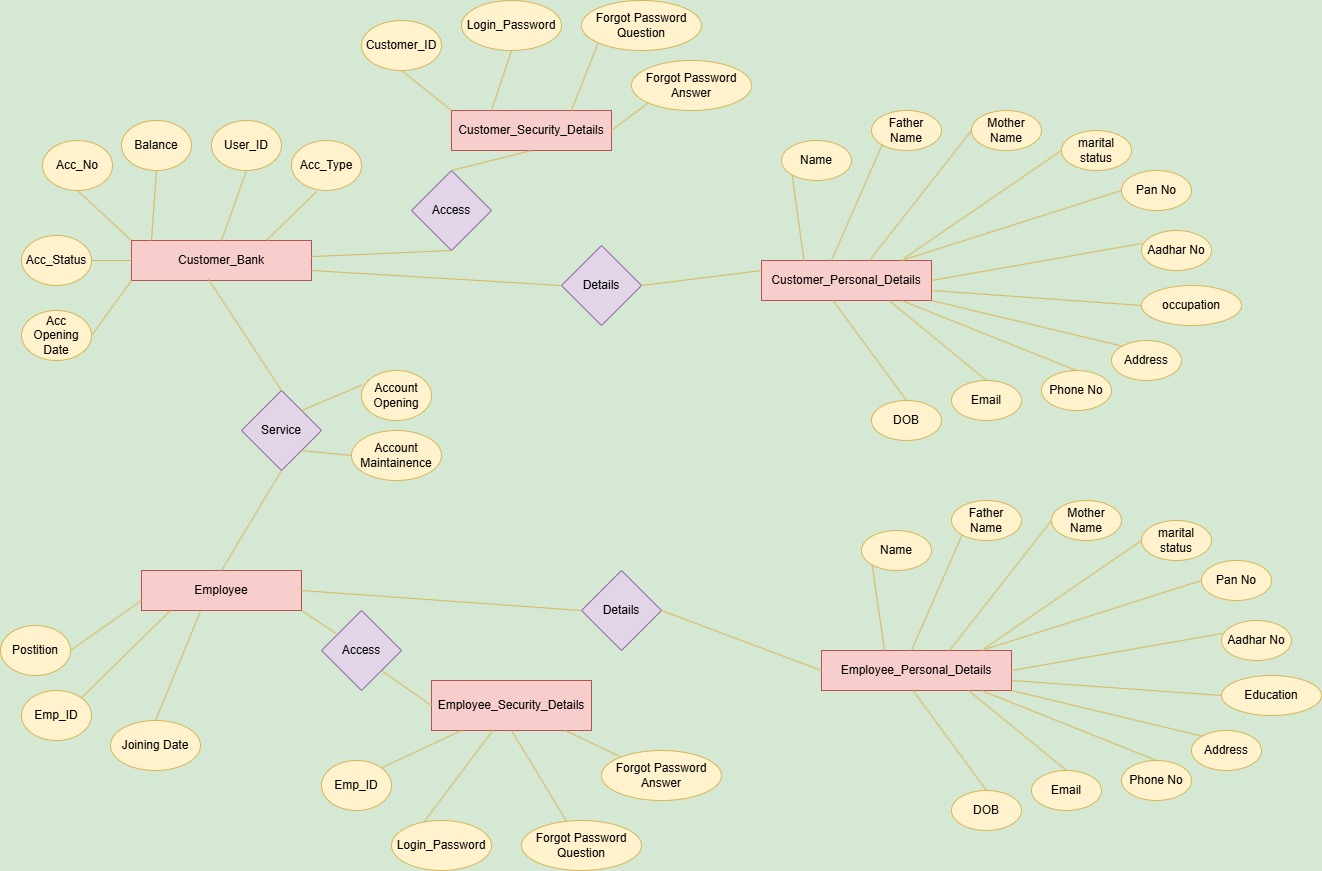 Customer_ID
Login_Password
Forgot Password
Question
Forgot Password
Answer
Customer_Security_Details
Acc_No
Balance
User_ID
Acc_Type
Access
Acc_Status
Customer_Bank
Acc
Opening
Date
Details
Name
Father
Name
Mother
Name
marital
status
Pan No
Aadhar No
Customer_Personal_Details
occupation
Address
Phone No
Email
DOB
Service
Account
Opening
Account
Maintainence
Employee
Postition
Emp_ID
Joining Date
Access
Details
Employee_Security_Details
Emp_ID
Login_Password
Forgot Password
Question
Forgot Password
Answer
Name
Father
Name
Mother
Name
marital
status
Pan No
Aadhar No
Employee_Personal_Details
Education
Address
Phone No
Email
DOB